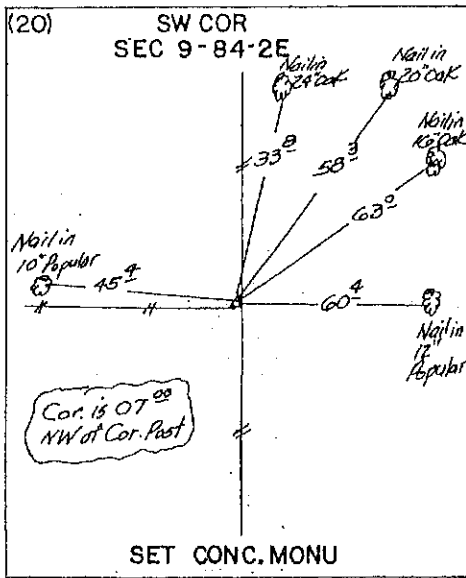 (20)
SW COR
SEC 9-84-2E
Nail in
24" Oak
Nail in
20" Oak
Nail in
16" Oak
33 8
58 3
63 0
Nail in
10" Popular
45 4
60 4
Nail in
12"
Popular
Cor. is 07 00
NW of Cor. Post
SET CONC. MONU